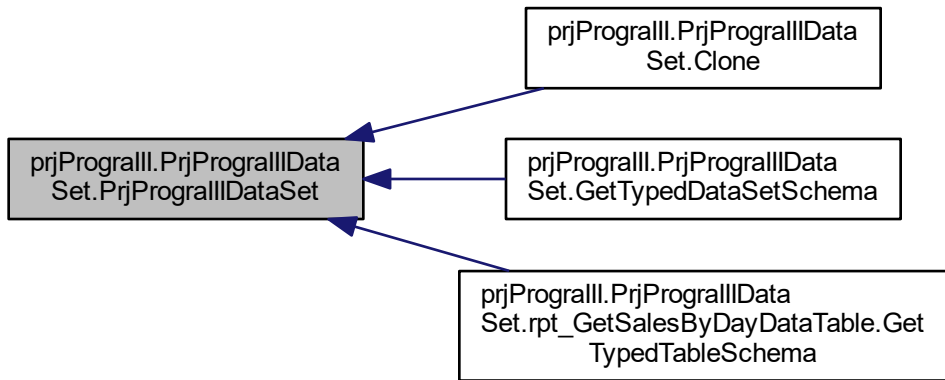 prjPrograIII.PrjPrograIIIData
Set.Clone
prjPrograIII.PrjPrograIIIData
Set.PrjPrograIIIDataSet
prjPrograIII.PrjPrograIIIData
Set.GetTypedDataSetSchema
prjPrograIII.PrjPrograIIIData
Set.rpt_GetSalesByDayDataTable.Get
TypedTableSchema